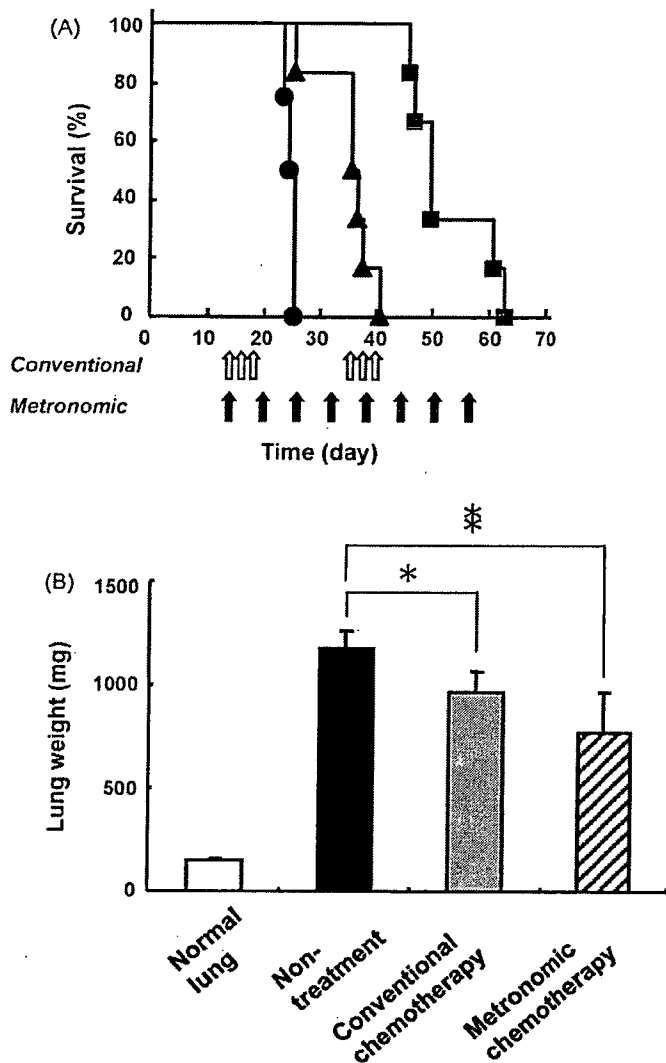 (A)
Survival (%)
100
80
60
40
20
0
0 10 20 30 40 50 60 70
Conventional
Metronomic
Time (day)
(B)
Lung weight (mg)
1500
1000
500
0
*
**
Normal
lung
Non-
treatment
Conventional
chemotherapy
Metronomic
chemotherapy